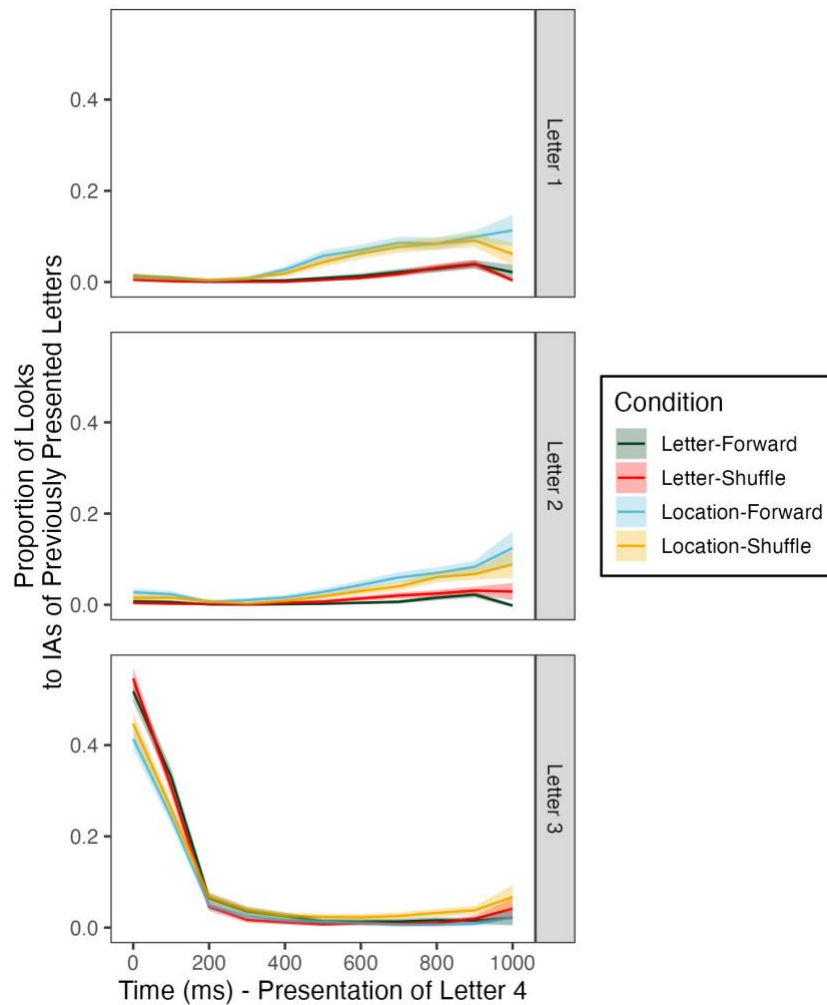 Proportion of Looks
to IAs of Previously Presented Letters
0.4
0.2
0.0
Letter 1
0.4
0.2
0.0
Letter 2
0.4
0.2
0.0
Letter 3
0 200 400 600 800 1000
Time (ms) - Presentation of Letter 4
Condition
Letter-Forward
Letter-Shuffle
Location-Forward
Location-Shuffle